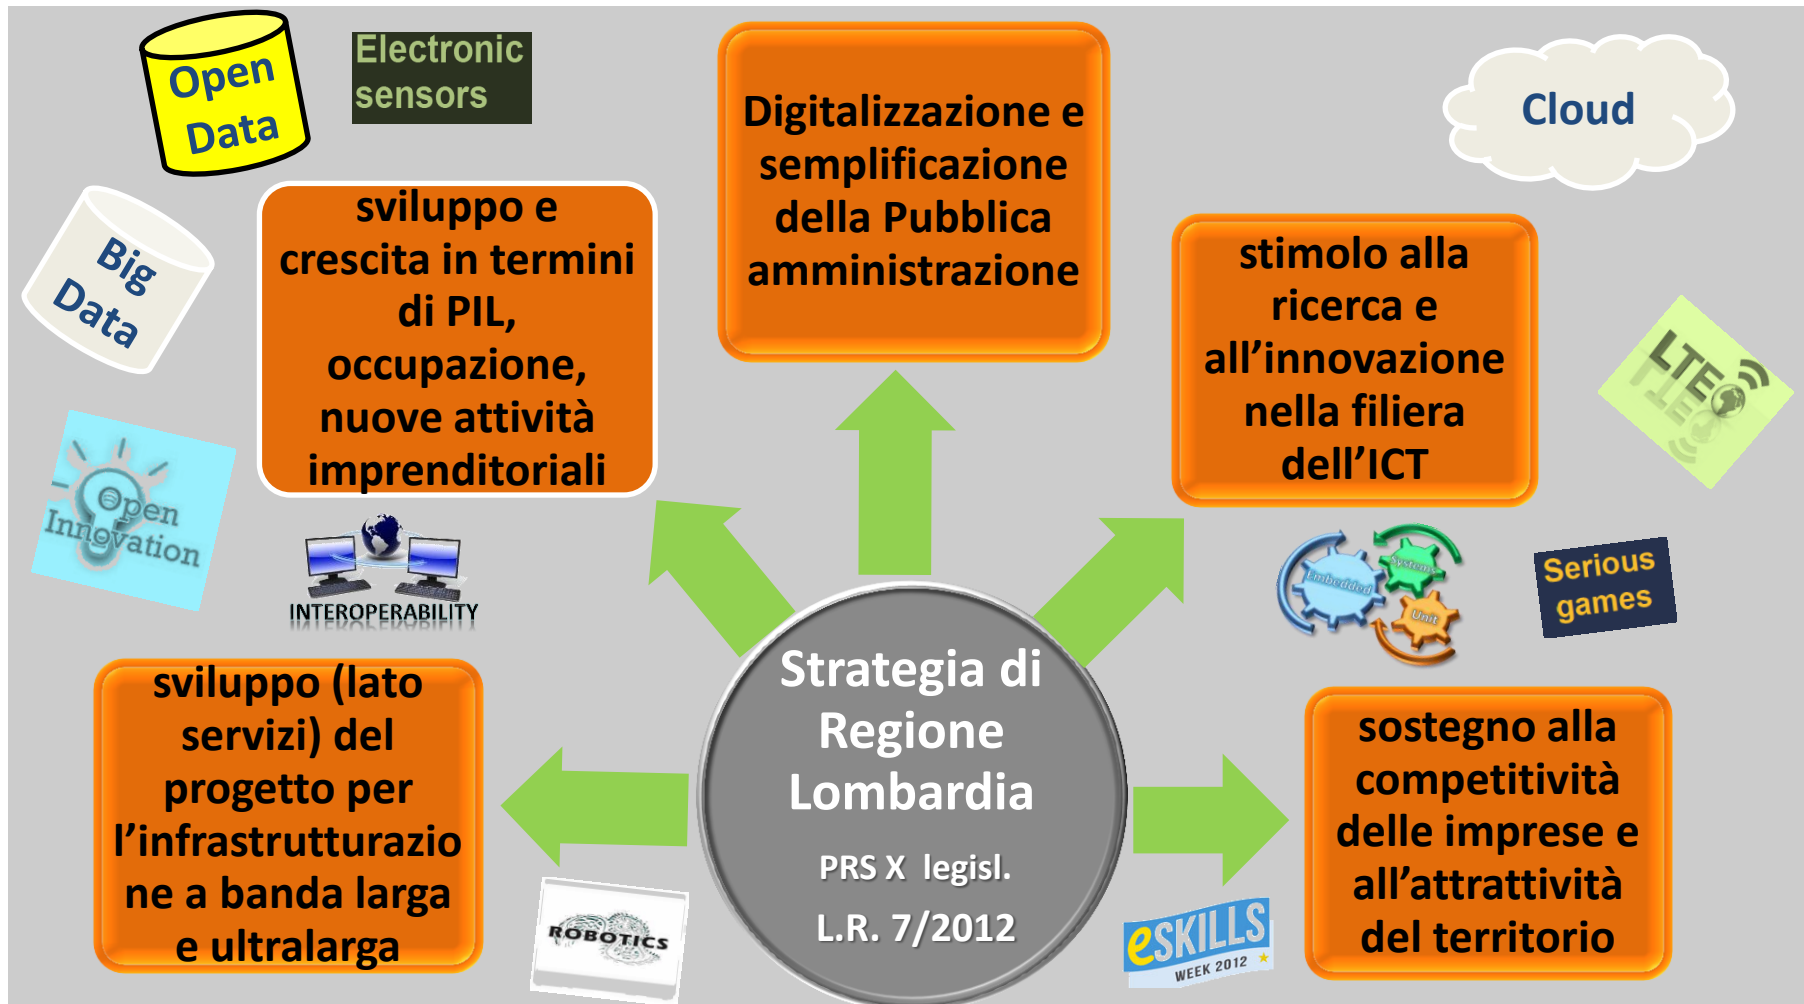 Open
Data
Electronic
sensors
Digitalizzazione e
semplificazione
della Pubblica
amministrazione
Cloud
Big
Data
sviluppo e
crescita in termini
di PIL,
occupazione,
nuove attività
imprenditoriali
stimolo alla
ricerca e
all’innovazione
nella filiera
dell’ICT
LTE
Open
Innovation
INTEROPERABILITY
Embedded
Systems
Unit
Serious
games
sviluppo (lato
servizi) del
progetto per
l’infrastrutturazio
ne a banda larga
e ultralarga
Strategia di
Regione
Lombardia
PRS X legisl.
L.R. 7/2012
sostegno alla
competitività
delle imprese e
all’attrattività
del territorio
ROBOTICS
eSKILLS
WEEK 2012